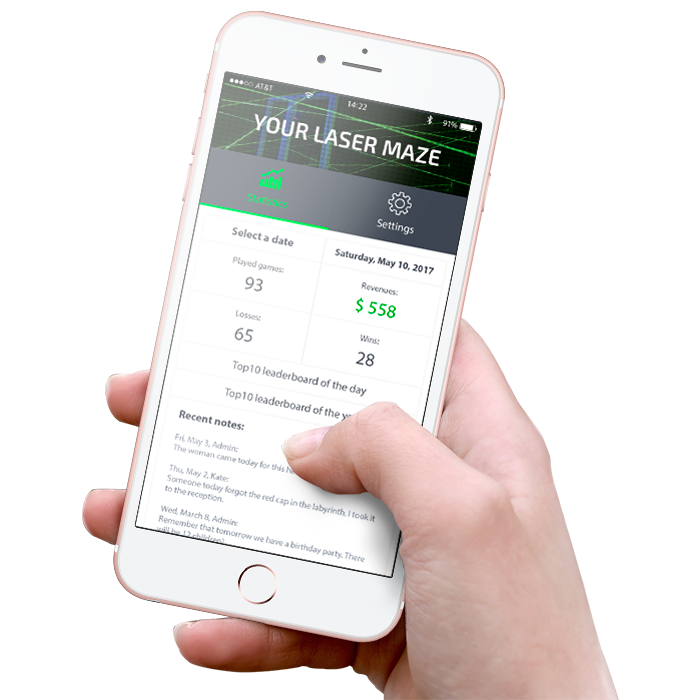 AT&T 14:22 91%
YOUR LASER MAZE
Statistics
Settings
Select a date
Saturday, May 10, 2017
Played games:
93
Revenues:
$ 558
Losses:
65
Wins:
28
Top10 leaderboard of the day
Top10 leaderboard of the
Recent notes:
Fri, May 3, Admin:
The woman came today for this
Thu, May 2, Kate:
Someone today forgot the red cap in the labyrinth. I took it
to the reception.
Wed, March 8, Admin:
Remember that tomorrow we have a birthday party. There
will be 12 children)